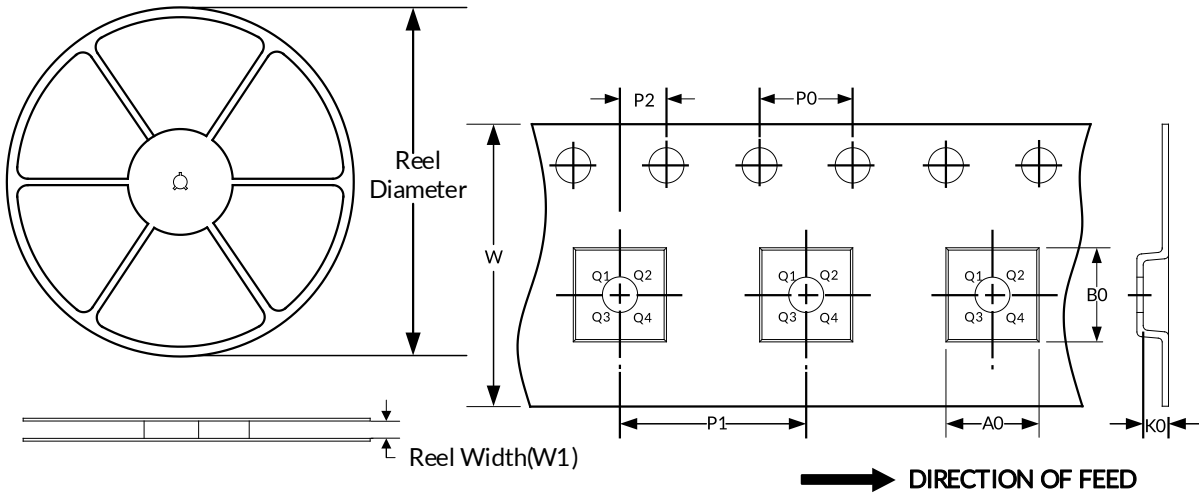 P2
P0
Reel
Diameter
W
Q1 Q2
Q3 Q4
Q1 Q2
Q3 Q4
Q1 Q2
Q3 Q4
B0
P1
A0
K0
Reel Width(W1)
DIRECTION OF FEED